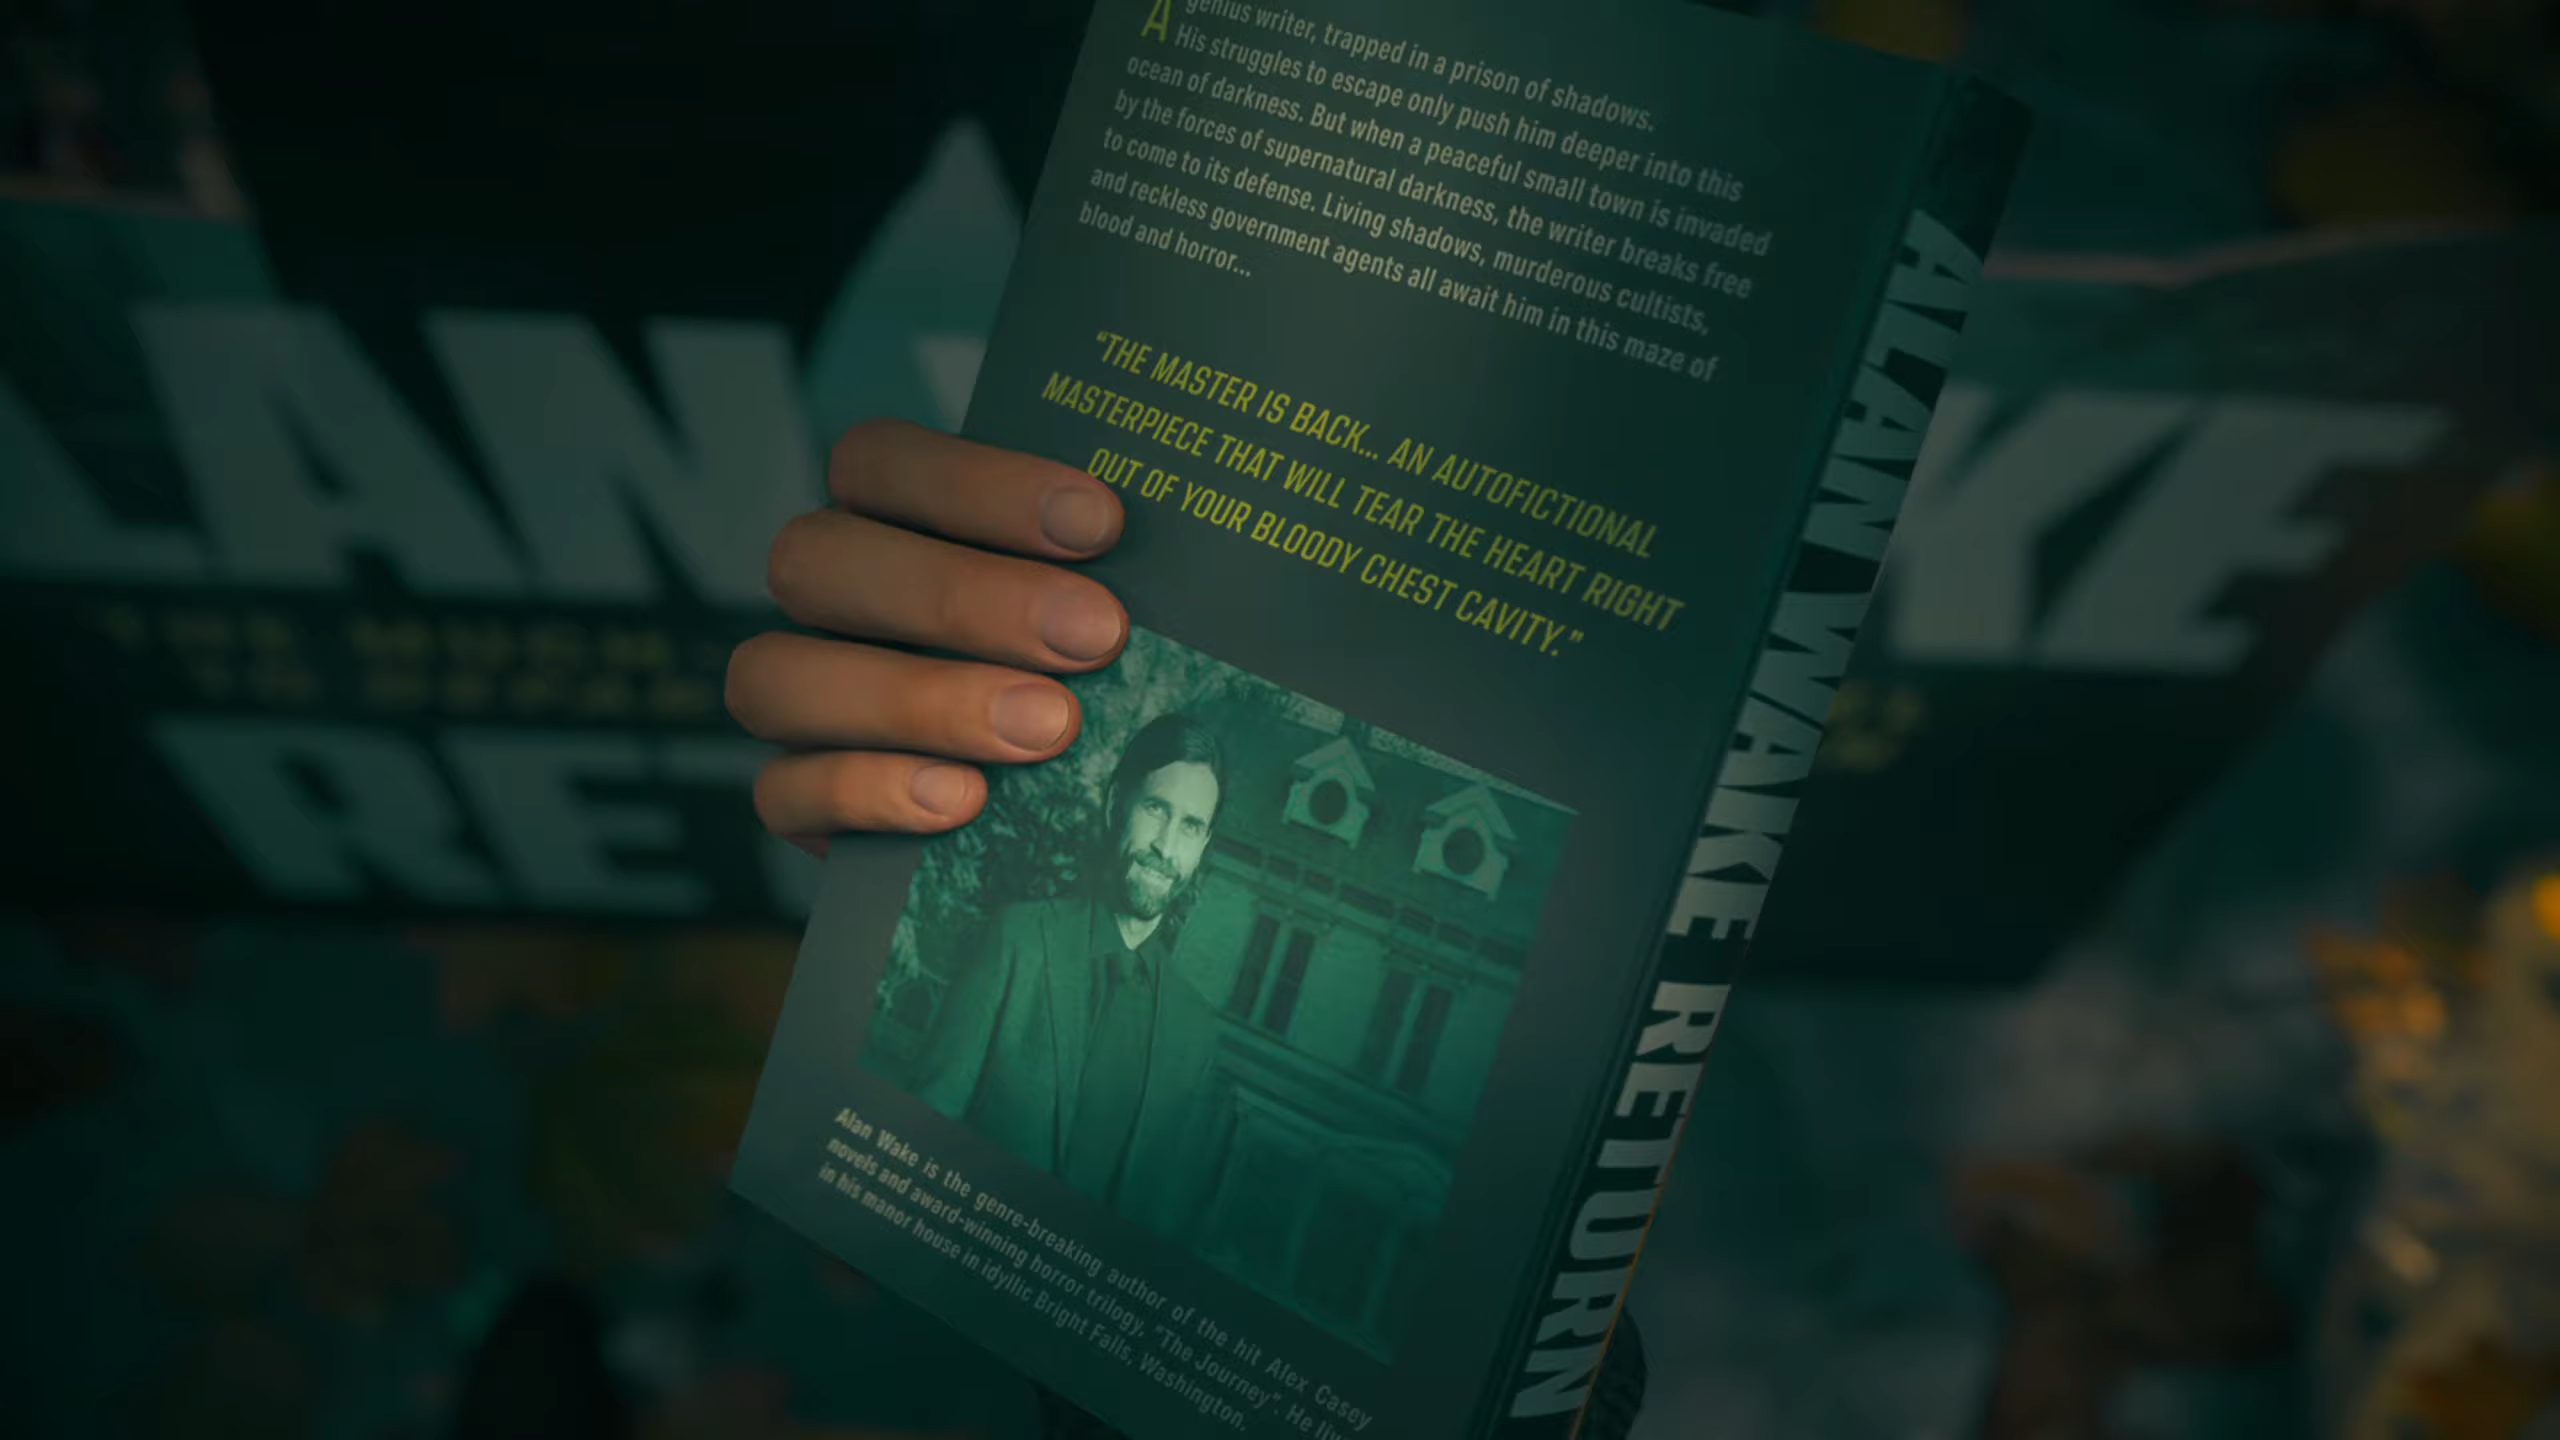 A genius writer, trapped in a prison of shadows.
His struggles to escape only push him deeper into this
ocean of darkness. But when a peaceful small town is invaded
by the forces of supernatural darkness, the writer breaks free
to come to its defense. Living shadows, murderous cultists,
and reckless government agents all await him in this maze of
blood and horror...
“THE MASTER IS BACK... AN AUTOFICTIONAL
MASTERPIECE THAT WILL TEAR THE HEART RIGHT
OUT OF YOUR BLOODY CHEST CAVITY.”
Alan Wake is the genre-breaking author of the hit Alex Casey
novels and award-winning horror trilogy, "The Journey". He
in his manor house in idyllic Bright Falls, Washington.
ALAN WAKE RETURN